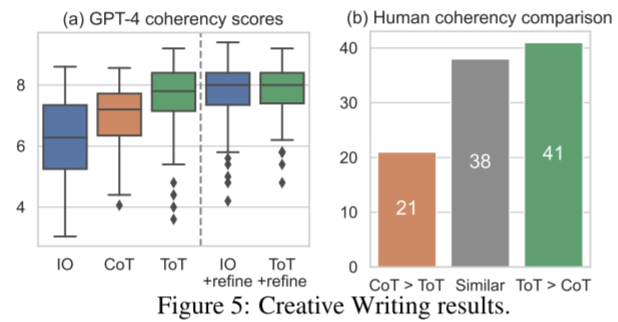 (a) GPT-4 coherency scores
8
6
4
IO CoT ToT IO ToT
+refine +refine
(b) Human coherency comparison
40
30
20
10
0
21
38
41
CoT > ToT Similar ToT > CoT
Figure 5: Creative Writing results.